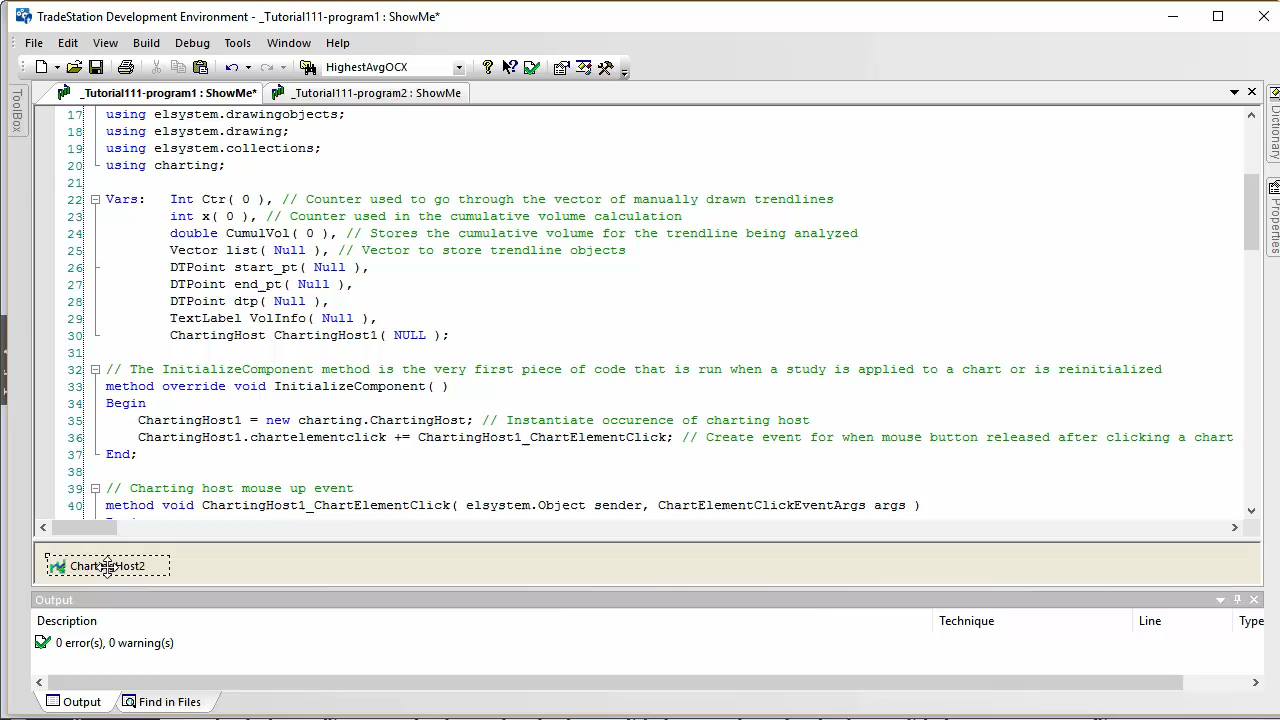 TradeStation Development Environment - _Tutorial111-program1 : ShowMe*
File Edit View Build Debug Tools Window Help
HighestAvgOCX
_Tutorial111-program1 : ShowMe* _Tutorial111-program2 : ShowMe
ToolBox
Dictionary
Properties
17 using elsystem.drawingobjects;
18 using elsystem.drawing;
19 using elsystem.collections;
20 using charting;
21
22 Vars: Int Ctr( 0 ), // Counter used to go through the vector of manually drawn trendlines
23 int x( 0 ), // Counter used in the cumulative volume calculation
24 double CumulVol( 0 ), // Stores the cumulative volume for the trendline being analyzed
25 Vector list( Null ), // Vector to store trendline objects
26 DTPoint start_pt( Null ),
27 DTPoint end_pt( Null ),
28 DTPoint dtp( Null ),
29 TextLabel VolInfo( Null ),
30 ChartingHost ChartingHost1( NULL );
31
32 // The InitializeComponent method is the very first piece of code that is run when a study is applied to a chart or is reinitialized
33 method override void InitializeComponent( )
34 Begin
35 ChartingHost1 = new charting.ChartingHost; // Instantiate occurence of charting host
36 ChartingHost1.chartelementclick += ChartingHost1_ChartElementClick; // Create event for when mouse button released after clicking a chart
37 End;
38
39 // Charting host mouse up event
40 method void ChartingHost1_ChartElementClick( elsystem.Object sender, ChartElementClickEventArgs args )
Output
Description Technique Line Type
0 error(s), 0 warning(s)
Output Find in Files